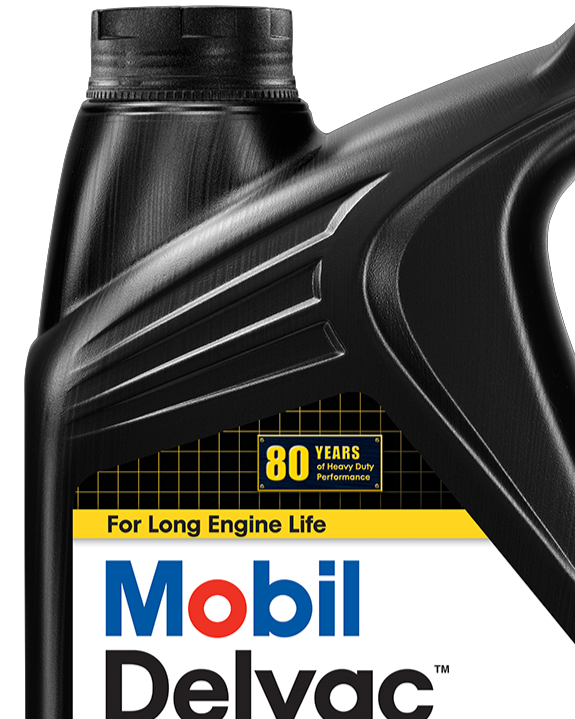 80 YEARS
of Heavy Duty
Performance
For Long Engine Life
Mobil
Delvac™